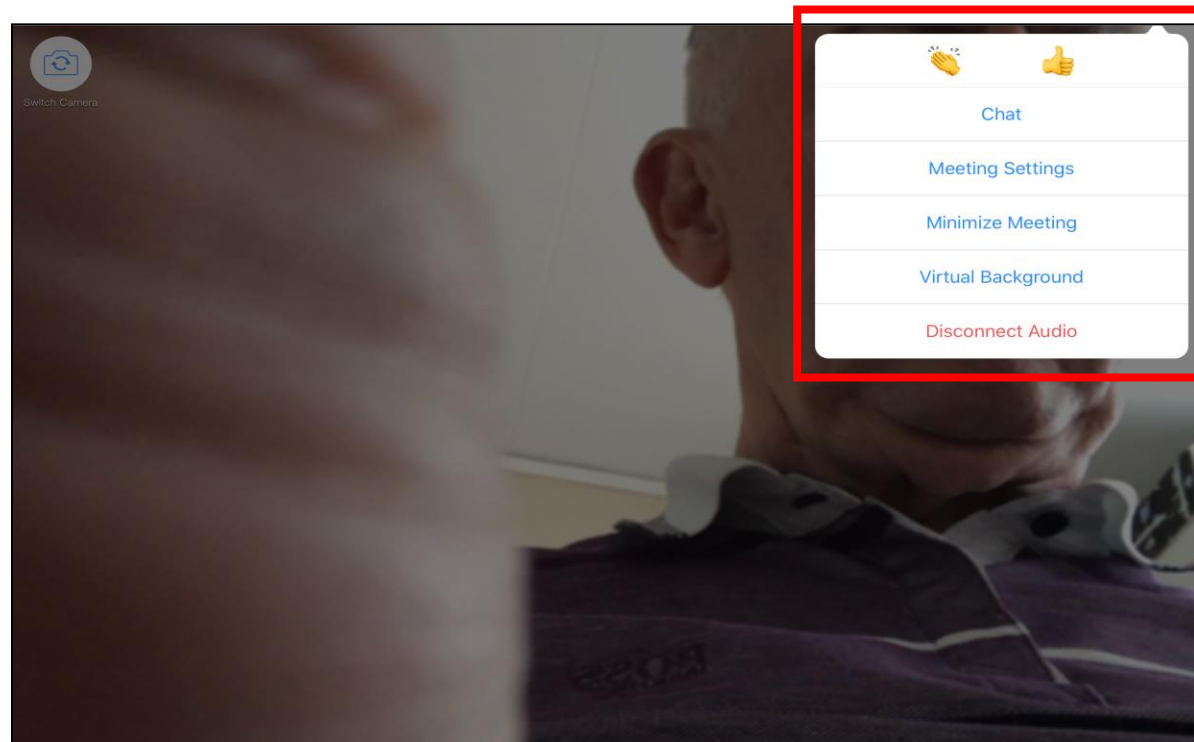 Switch Camera
Chat
Meeting Settings
Minimize Meeting
Virtual Background
Disconnect Audio